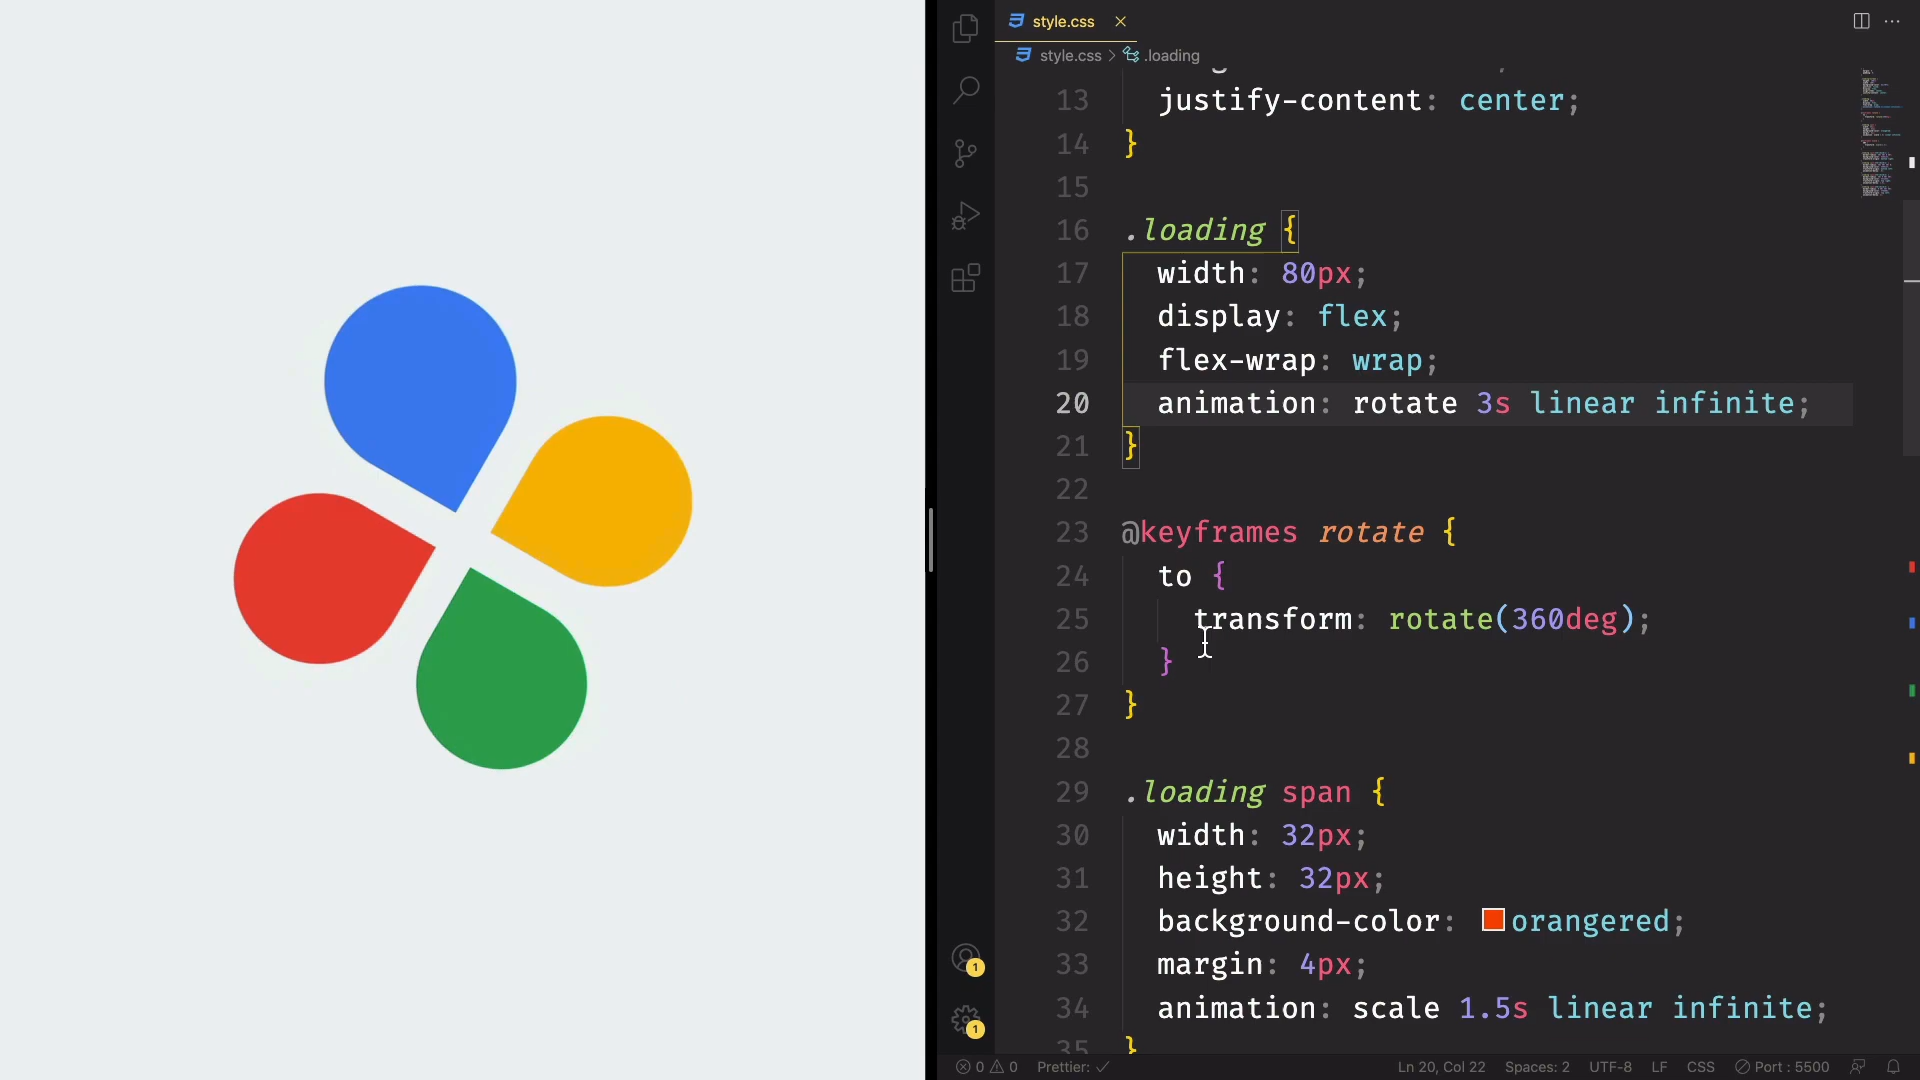 style.css
style.css > .loading
13 justify-content: center;
14 }
15
16 .loading {
17 width: 80px;
18 display: flex;
19 flex-wrap: wrap;
20 animation: rotate 3s linear infinite;
21 }
22
23 @keyframes rotate {
24 to {
25 transform: rotate(360deg);
26 }
27 }
28
29 .loading span {
30 width: 32px;
31 height: 32px;
32 background-color: orangered;
33 margin: 4px;
34 animation: scale 1.5s linear infinite;
35 }
1
1
0 0 Prettier: ✓ Ln 20, Col 22 Spaces: 2 UTF-8 LF CSS Port : 5500